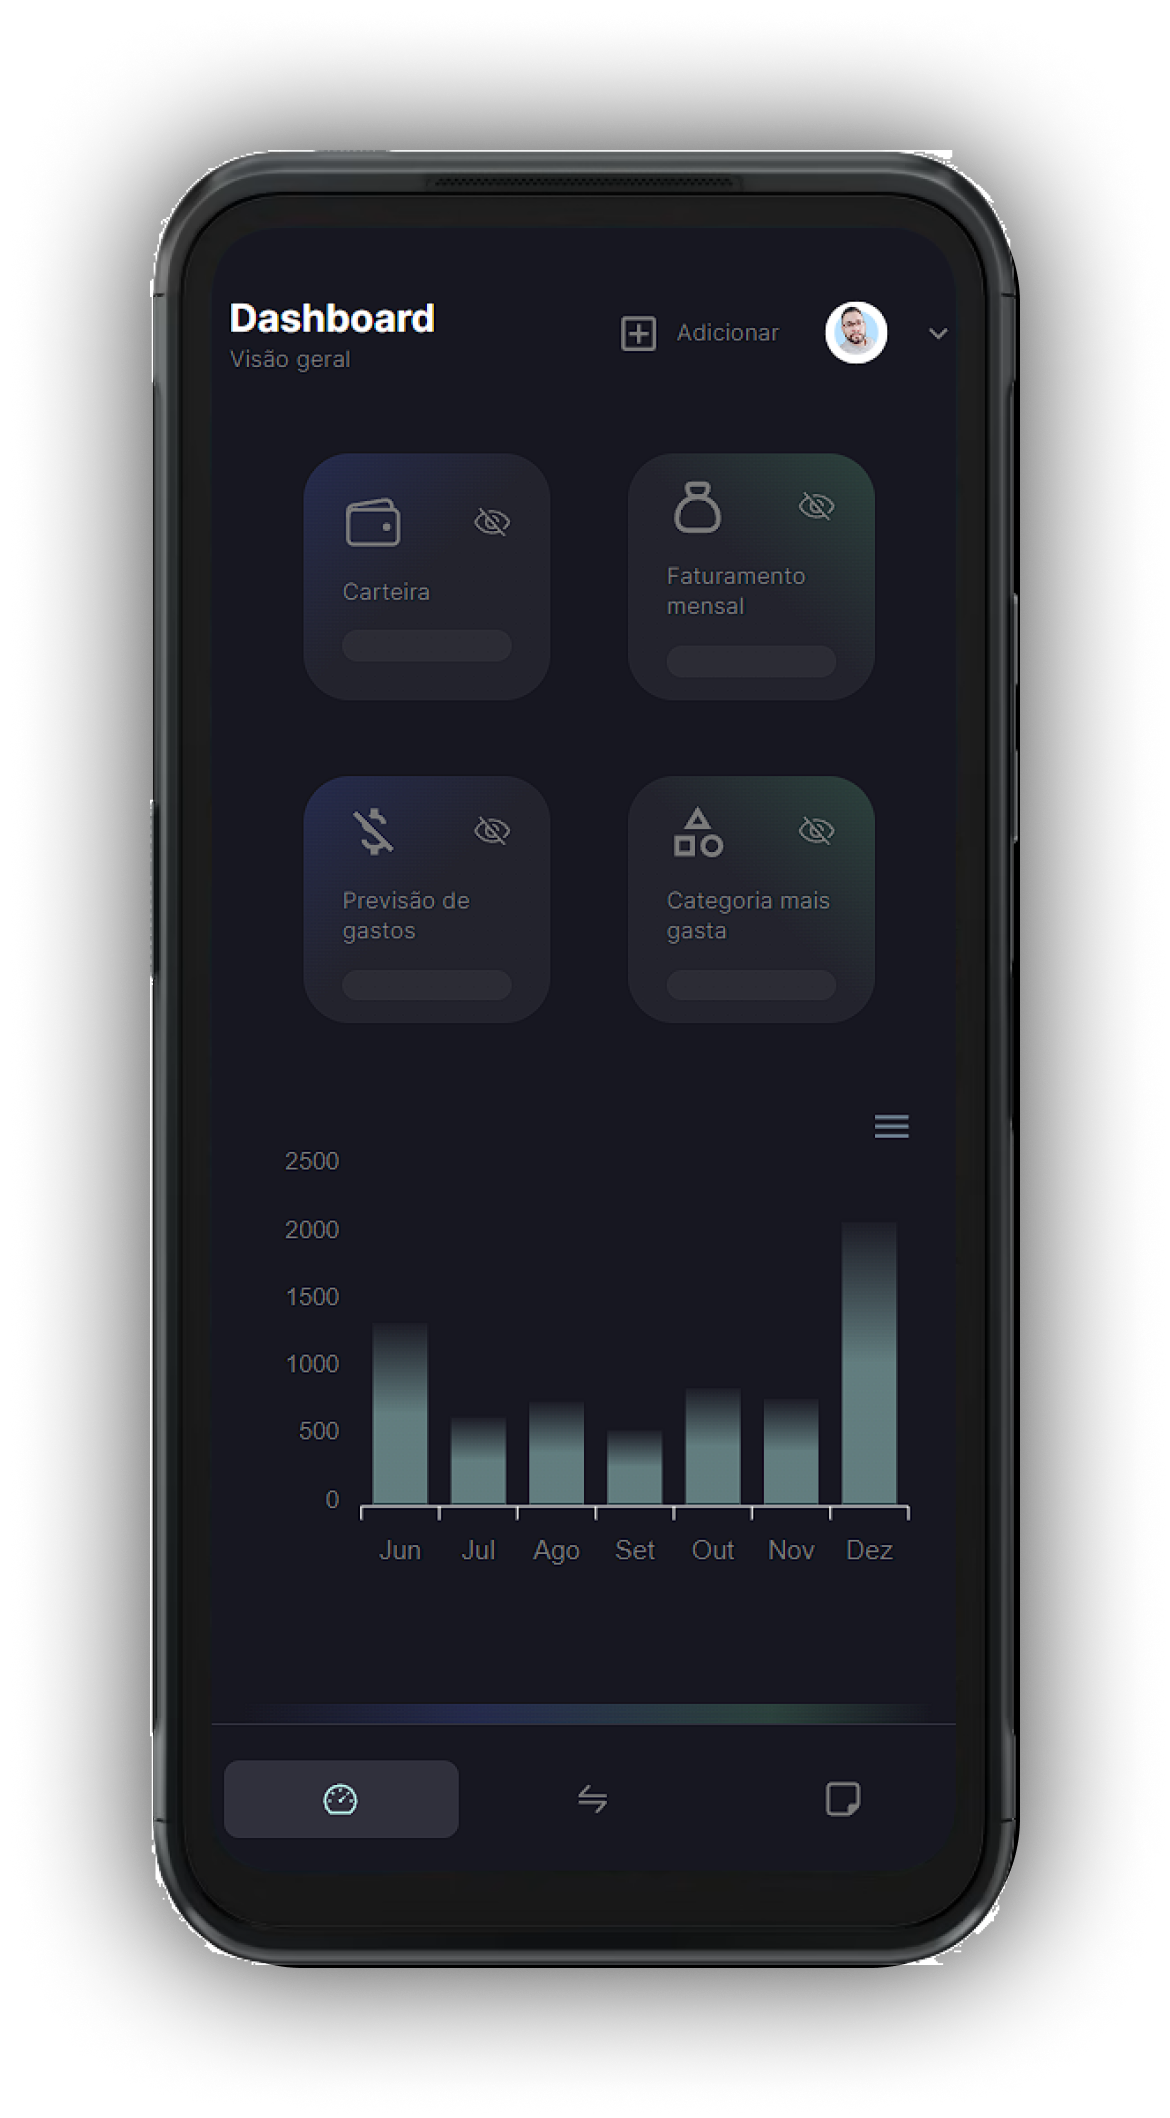 Dashboard
Visão geral
Adicionar
Carteira
Faturamento
mensal
Previsão de
gastos
Categoria mais
gasta
2500
2000
1500
1000
500
0
Jun Jul Ago Set Out Nov Dez